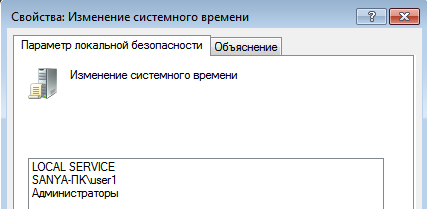 Свойства: Изменение системного времени
Параметр локальной безопасности
Объяснение
Изменение системного времени
LOCAL SERVICE
SANYA-ПК\user1
Администраторы